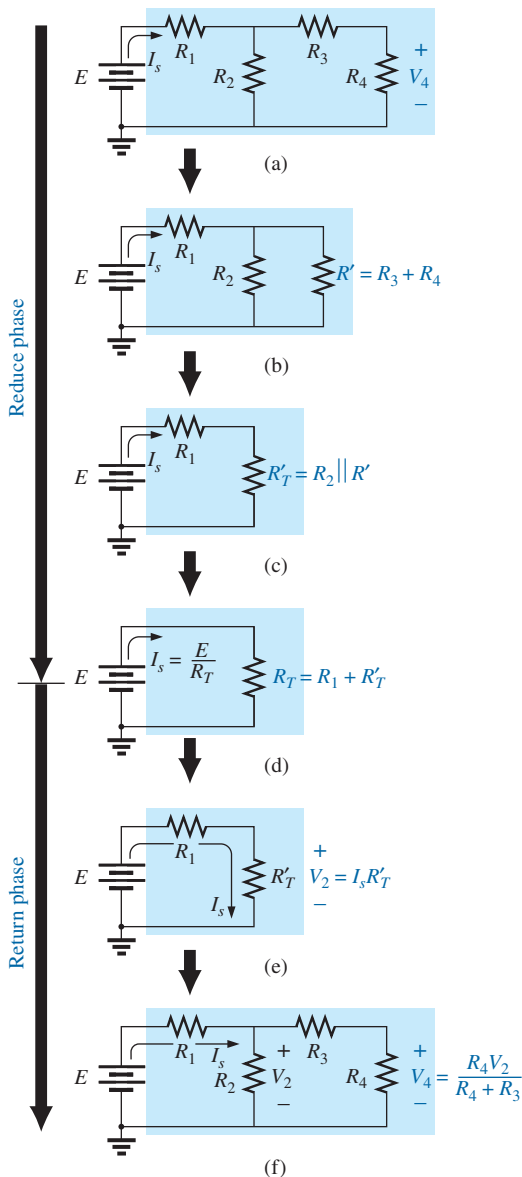 Reduce phase
E
I_s
R_1
R_2
R_3
R_4
+
V_4
−
(a)
E
I_s
R_1
R_2
R' = R_3 + R_4
(b)
E
I_s
R_1
R'_T = R_2 || R'
(c)
E
I_s = E/R_T
R_T = R_1 + R'_T
(d)
Return phase
E
R_1
I_s
R'_T
+
V_2 = I_sR'_T
−
(e)
E
R_1
I_s
R_2
+
V_2
−
R_3
R_4
+
V_4 = R_4V_2/(R_4 + R_3)
−
(f)